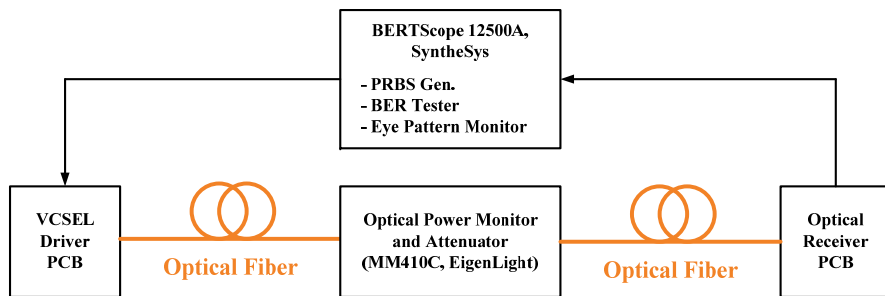 BERTScope 12500A,
SyntheSys
- PRBS Gen.
- BER Tester
- Eye Pattern Monitor
VCSEL
Driver
PCB
Optical Fiber
Optical Power Monitor
and Attenuator
(MM410C, EigenLight)
Optical Fiber
Optical
Receiver
PCB